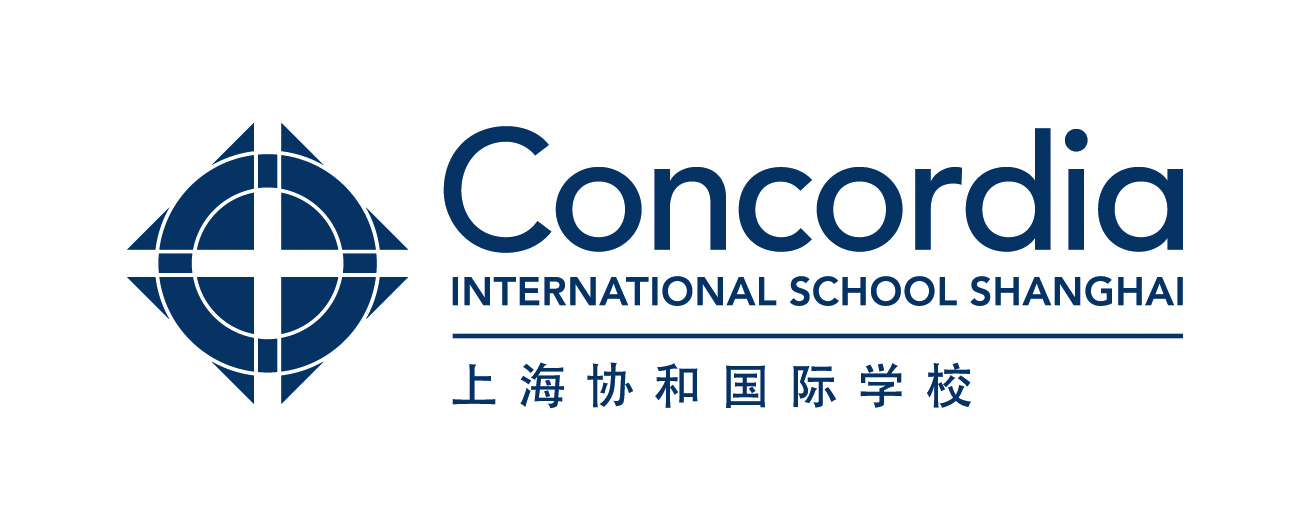 Concordia
INTERNATIONAL SCHOOL SHANGHAI
上海协和国际学校